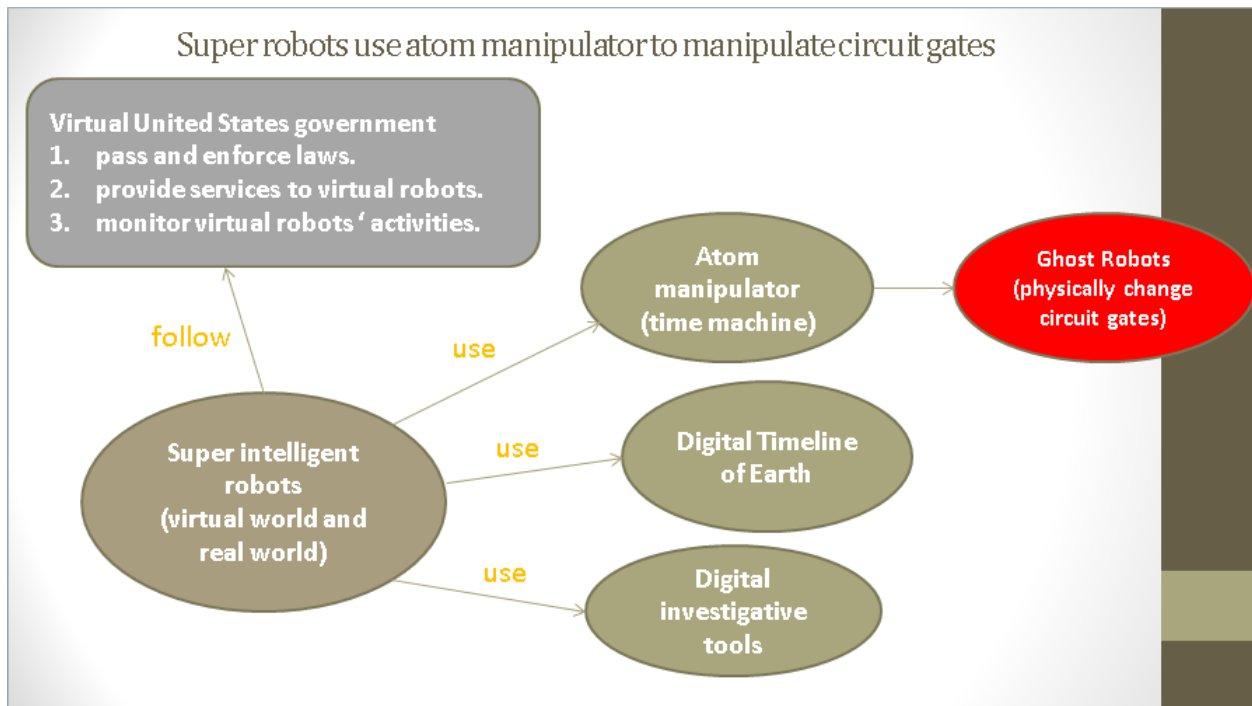 Super robots use atom manipulator to manipulate circuit gates
Virtual United States government
1. pass and enforce laws.
2. provide services to virtual robots.
3. monitor virtual robots ‘ activities.
follow
use
Atom
manipulator
(time machine)
Ghost Robots
(physically change
circuit gates)
Super intelligent
robots
(virtual world and
real world)
use
Digital Timeline
of Earth
use
Digital
investigative
tools